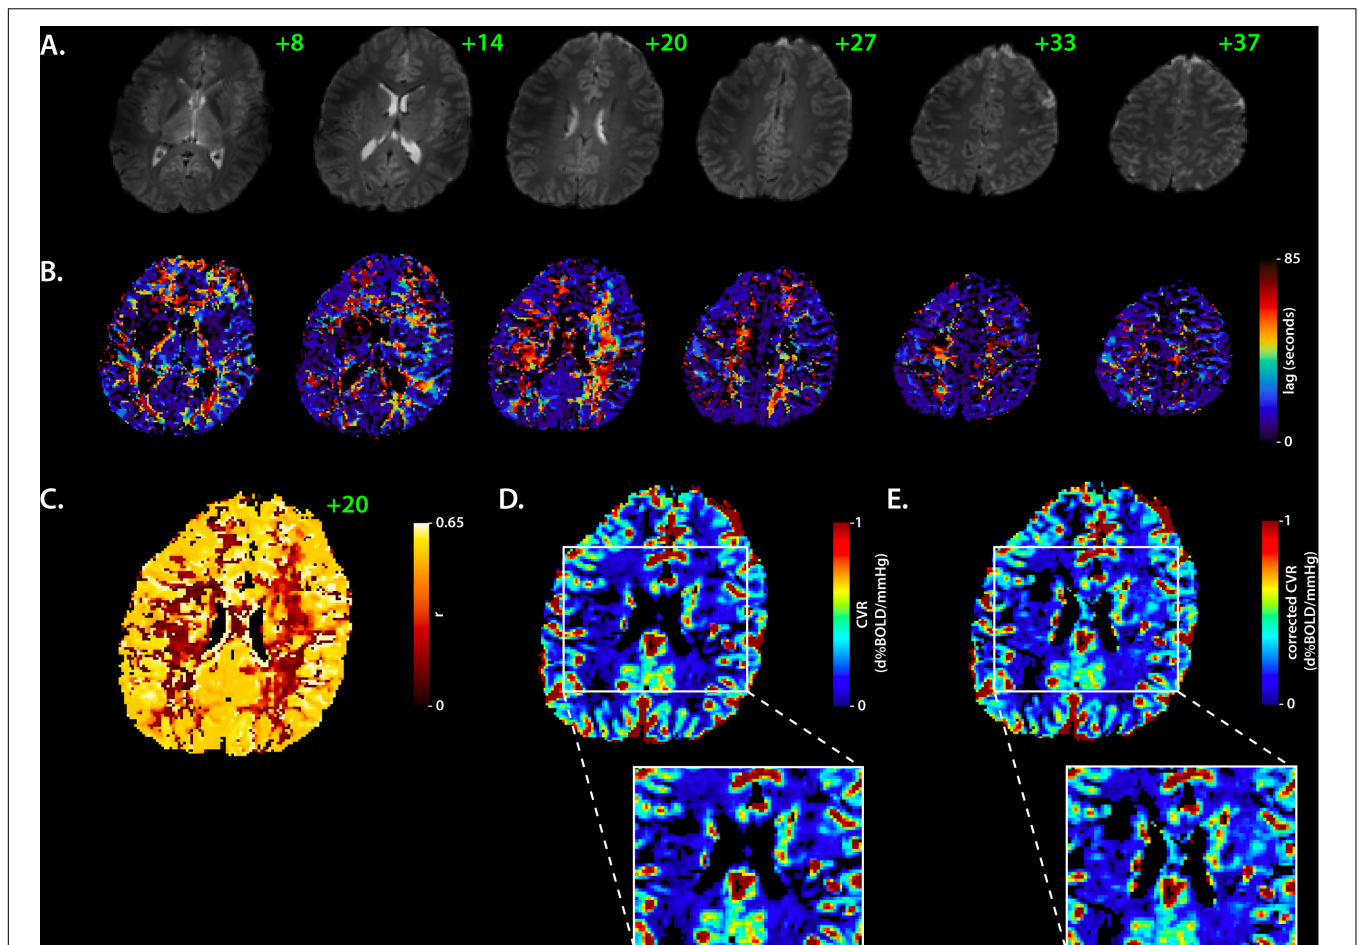 A.
+8
+14
+20
+27
+33
+37
B.
- 85
lag (seconds)
- 0
C.
+20
- 0.65
-
- 0
D.
-1
CVR
(d%BOLD/mmHg)
- 0
E.
-1
corrected CVR
(d%BOLD/mmHg)
- 0